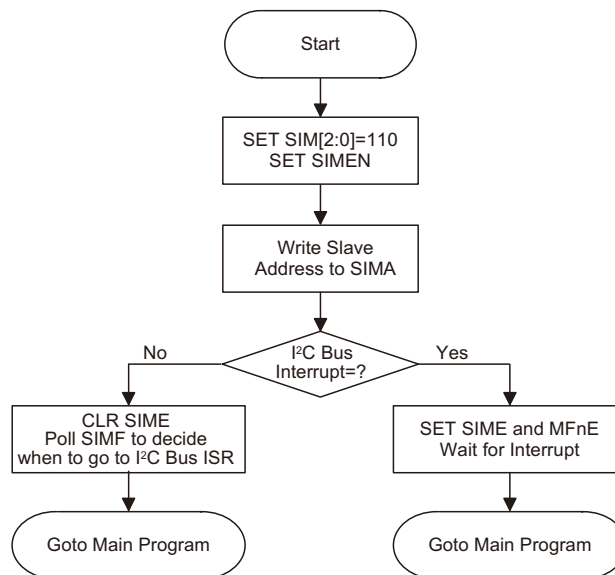 Start
SET SIM[2:0]=110
SET SIMEN
Write Slave
Address to SIMA
I²C Bus
Interrupt=?
No
Yes
CLR SIME
Poll SIMF to decide
when to go to I²C Bus ISR
SET SIME and MFnE
Wait for Interrupt
Goto Main Program
Goto Main Program